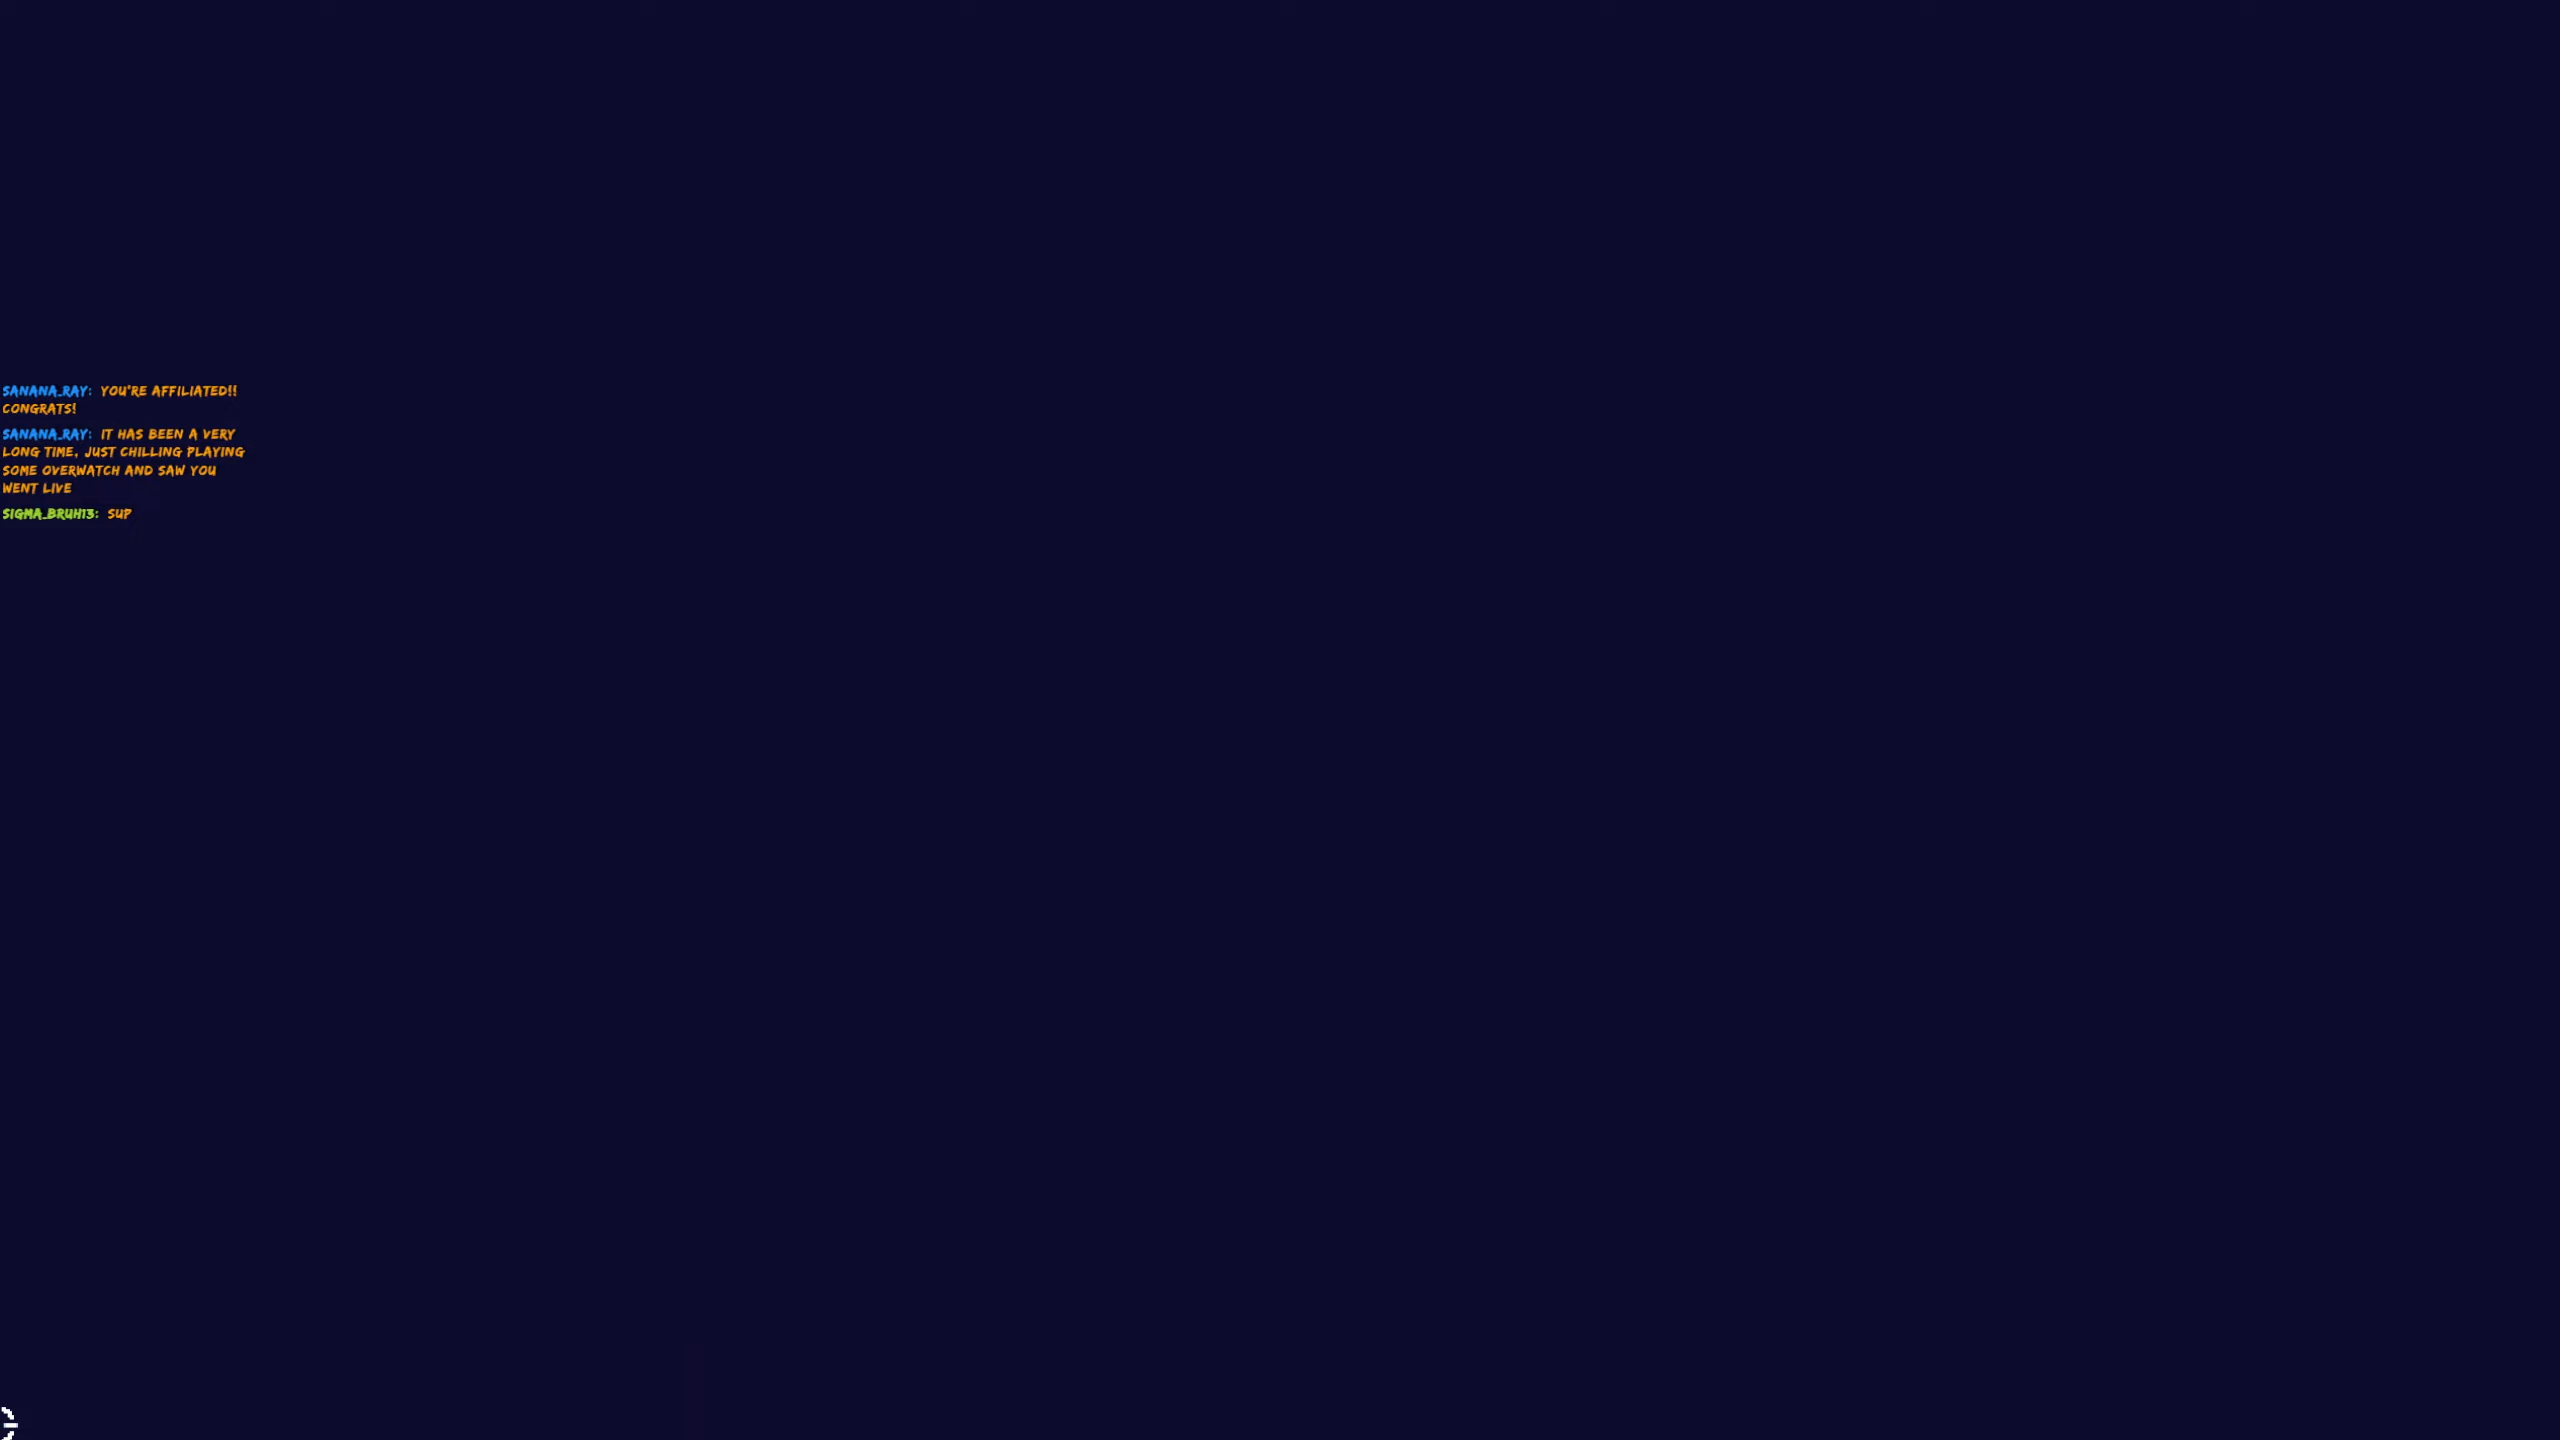 SANANA_RAY: YOU'RE AFFILIATED!!
CONGRATS!
SANANA_RAY: IT HAS BEEN A VERY
LONG TIME, JUST CHILLING PLAYING
SOME OVERWATCH AND SAW YOU
WENT LIVE
SIGMA_BRUH13: SUP